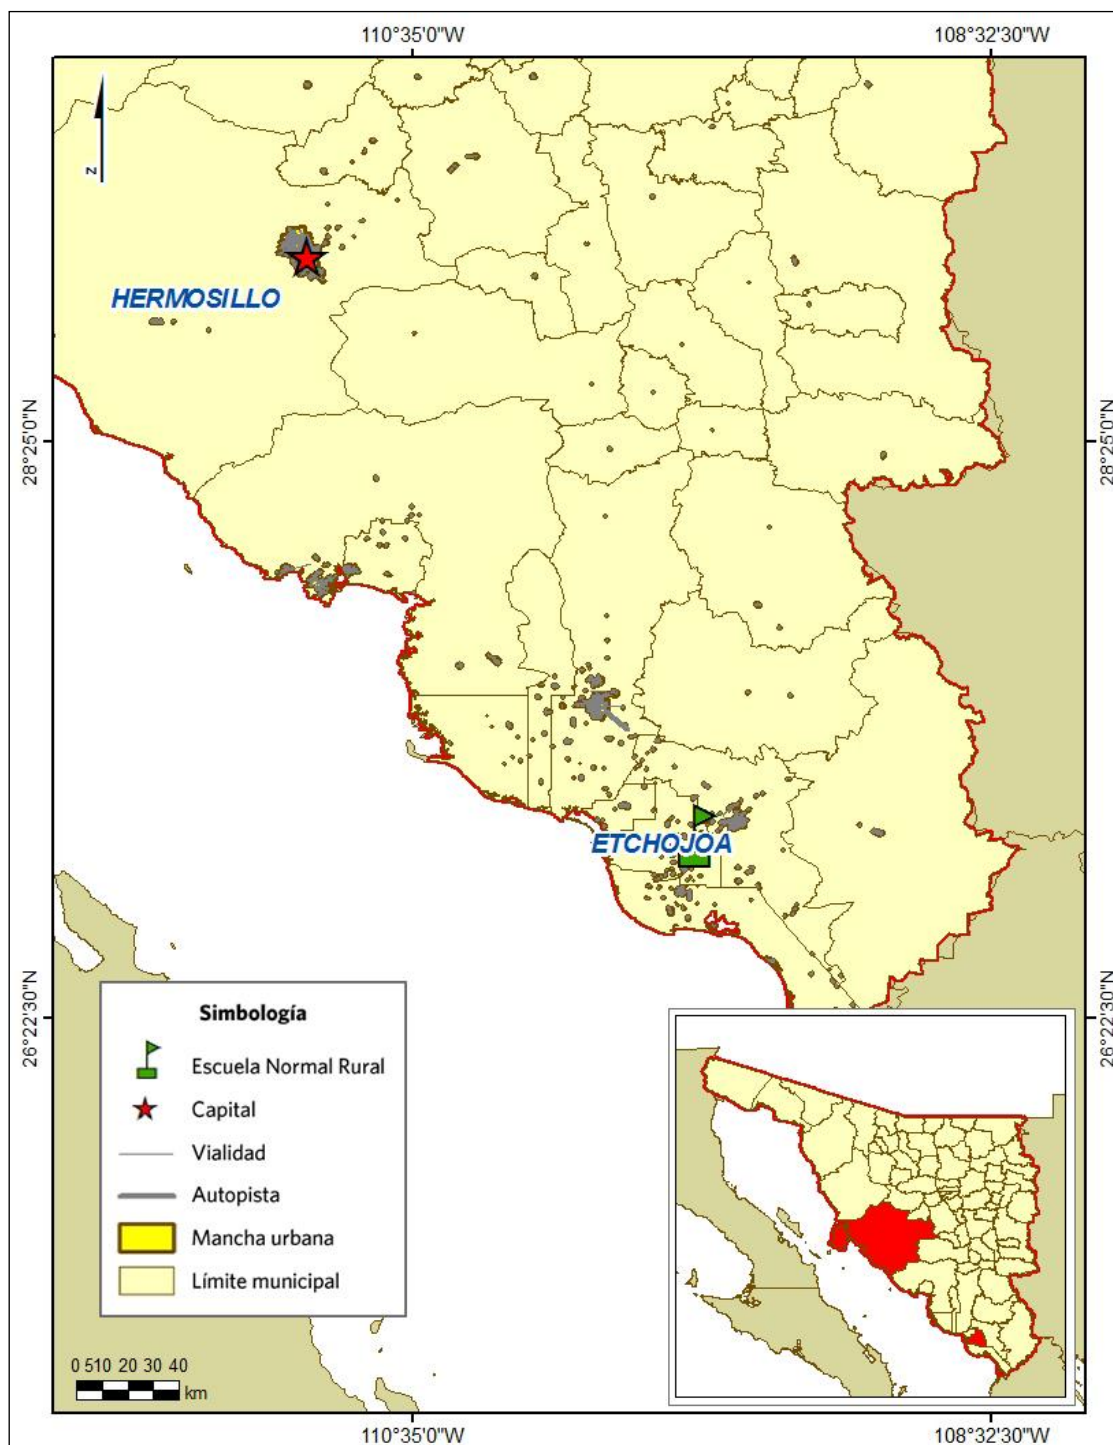 110°35'0"W
108°32'30"W
N
HERMOSILLO
28°25'0"N
28°25'0"N
ETCHOJOA
26°22'30"N
26°22'30"N
Simbología
Escuela Normal Rural
Capital
Vialidad
Autopista
Mancha urbana
Límite municipal
0 510 20 30 40
km
110°35'0"W
108°32'30"W